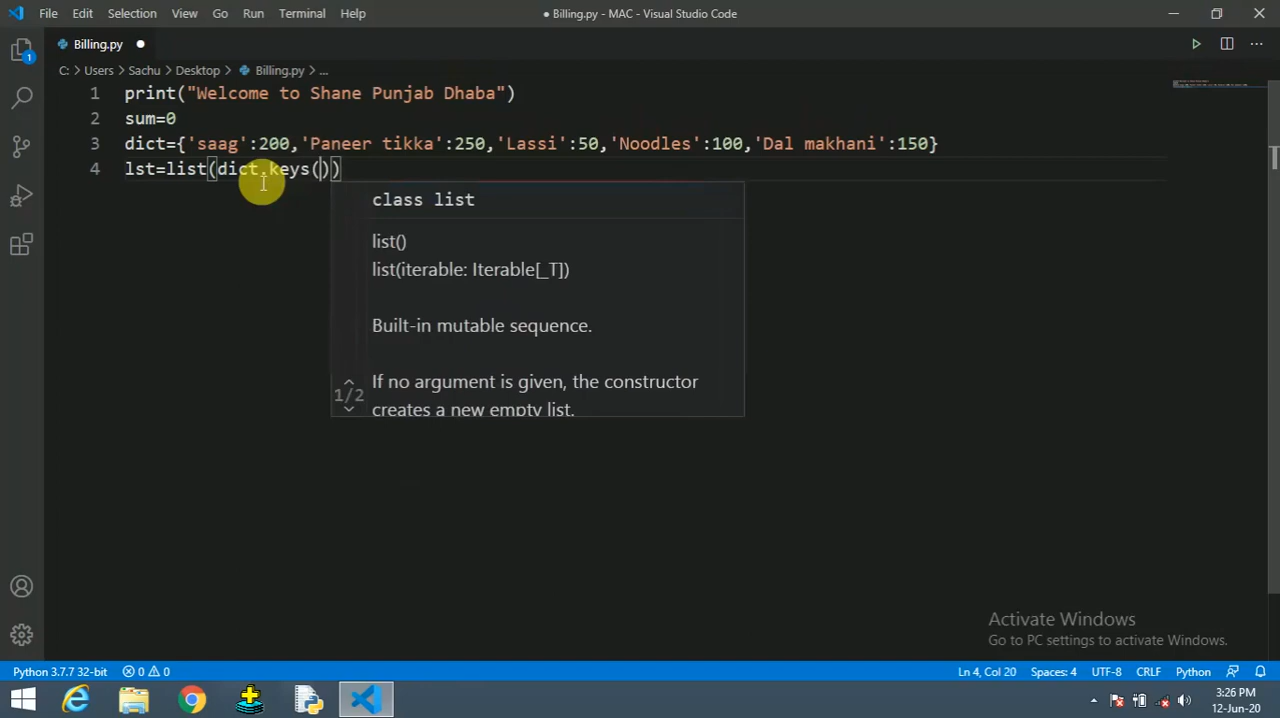 File Edit Selection View Go Run Terminal Help
● Billing.py - MAC - Visual Studio Code
Billing.py
C: > Users > Sachu > Desktop > Billing.py > ...
1 print("Welcome to Shane Punjab Dhaba")
2 sum=0
3 dict={'saag':200,'Paneer tikka':250,'Lassi':50,'Noodles':100,'Dal makhani':150}
4 lst=list(dict.keys())
class list
list()
list(iterable: Iterable[_T])
Built-in mutable sequence.
If no argument is given, the constructor
1/2
creates a new empty list.
1
Activate Windows
Go to PC settings to activate Windows.
Python 3.7.7 32-bit 0 0 Ln 4, Col 20 Spaces: 4 UTF-8 CRLF Python
3:26 PM
12-Jun-20